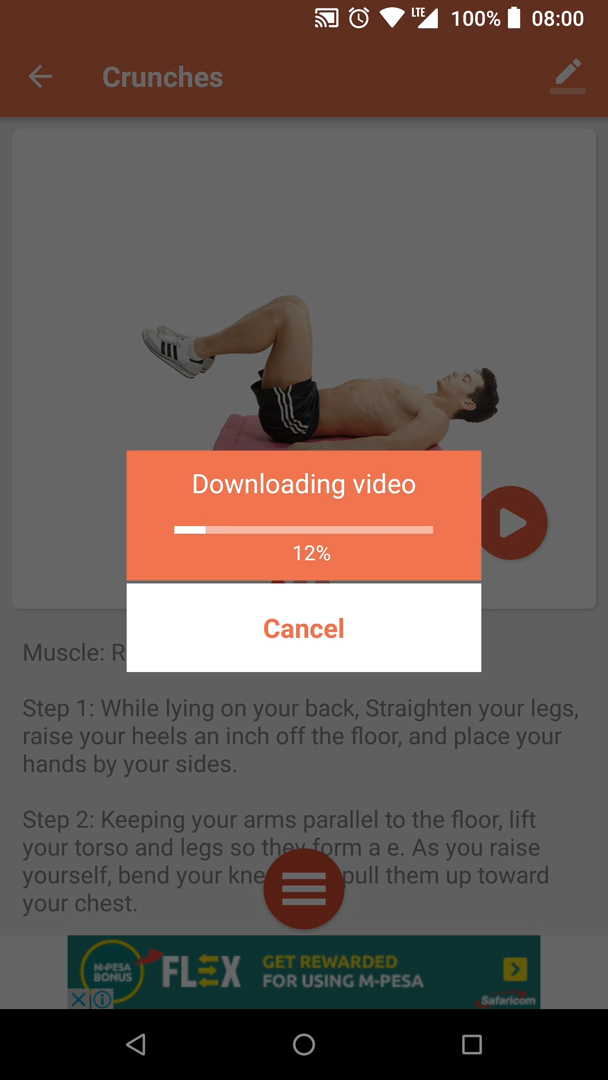 LTE 100% 08:00
Crunches
Downloading video
12%
Cancel
Muscle:
Step 1: While lying on your back, Straighten your legs,
raise your heels an inch off the floor, and place your
hands by your sides.
Step 2: Keeping your arms parallel to the floor, lift
your torso and legs so they form a e. As you raise
yourself, bend your pull them up toward
your chest.
M-PESA
BONUS
FLEX
GET REWARDED
FOR USING M-PESA
Safaricom